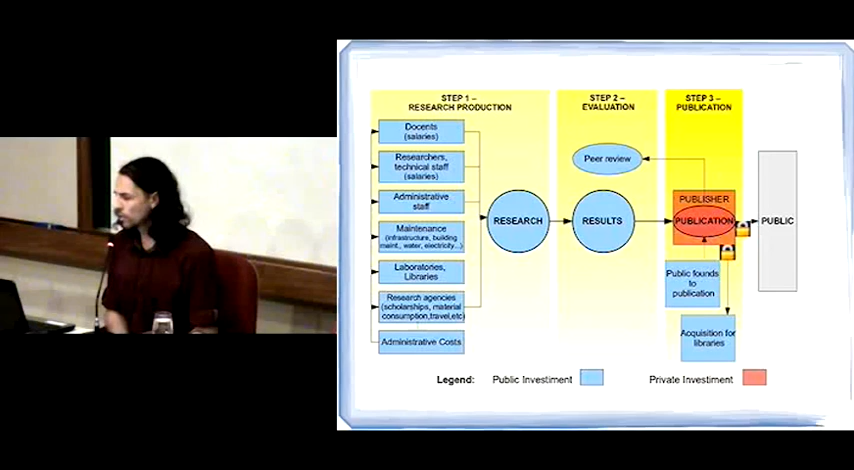 STEP 1 –
RESEARCH PRODUCTION
Docents
(salaries)
Researchers,
technical staff
(salaries)
Administrative
staff
Maintenance
(infrastructure, building
maint., water, electricity...)
Laboratories,
Libraries
Research agencies
(scholarships, material
consumption,travel,etc)
Administrative Costs
RESEARCH
STEP 2 –
EVALUATION
Peer review
RESULTS
STEP 3 –
PUBLICATION
PUBLISHER
PUBLICATION
Public founds
to
publication
Acquisition for
libraries
PUBLIC
Legend:
Public Investiment
Private Investiment